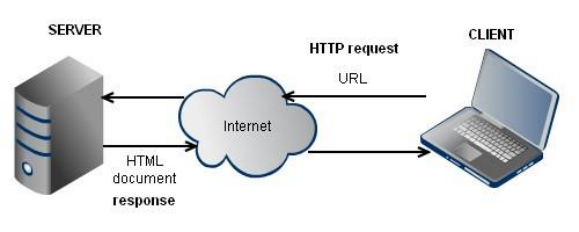 SERVER
CLIENT
HTTP request
URL
Internet
HTML
document
response